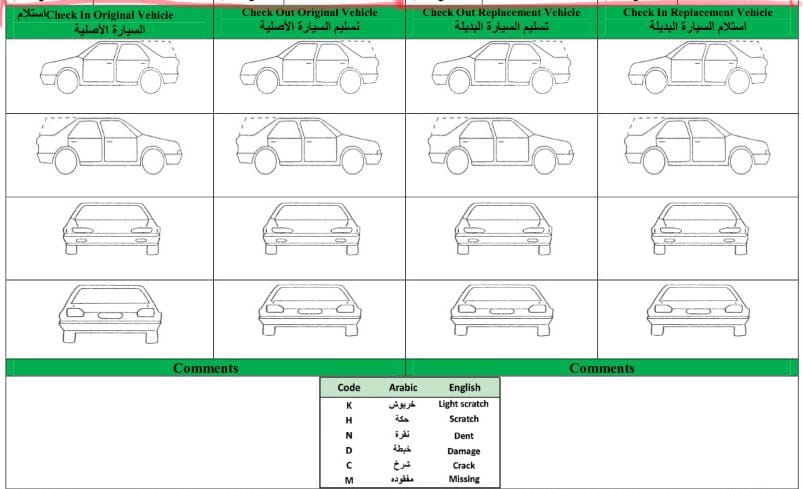 استلام Check In Original Vehicle
السيارة الأصلية
Check Out Original Vehicle
تسليم السيارة الأصلية
Check Out Replacement Vehicle
تسليم السيارة البديلة
Check In Replacement Vehicle
استلام السيارة البديلة
Comments
Comments
Code Arabic English
K خربوش Light scratch
H حكة Scratch
N نقرة Dent
D خبطة Damage
C شرخ Crack
M مفقوده Missing